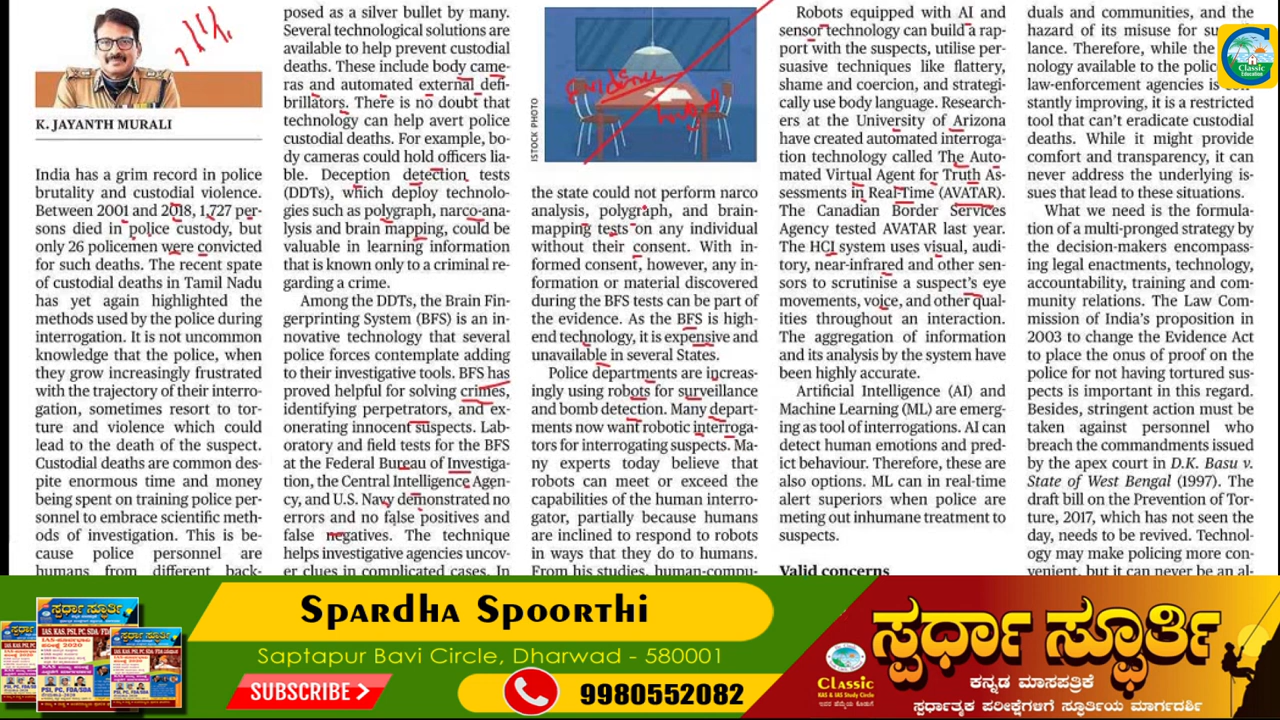 K. JAYANTH MURALI
India has a grim record in police
brutality and custodial violence.
Between 2001 and 2018, 1,727 per-
sons died in police custody, but
only 26 policemen were convicted
for such deaths. The recent spate
of custodial deaths in Tamil Nadu
has yet again highlighted the
methods used by the police during
interrogation. It is not uncommon
knowledge that the police, when
they grow increasingly frustrated
with the trajectory of their interro-
gation, sometimes resort to tor-
ture and violence which could
lead to the death of the suspect.
Custodial deaths are common des-
pite enormous time and money
being spent on training police per-
sonnel to embrace scientific meth-
ods of investigation. This is be-
cause police personnel are
humans from different back-
posed as a silver bullet by many.
Several technological solutions are
available to help prevent custodial
deaths. These include body came-
ras and automated external defi-
brillators. There is no doubt that
technology can help avert police
custodial deaths. For example, bo-
dy cameras could hold officers lia-
ble. Deception detection tests
(DDTs), which deploy technolo-
gies such as polygraph, narco-ana-
lysis and brain mapping, could be
valuable in learning information
that is known only to a criminal re-
garding a crime.
Among the DDTs, the Brain Fin-
gerprinting System (BFS) is an in-
novative technology that several
police forces contemplate adding
to their investigative tools. BFS has
proved helpful for solving crimes,
identifying perpetrators, and ex-
onerating innocent suspects. Lab-
oratory and field tests for the BFS
at the Federal Bureau of Investiga-
tion, the Central Intelligence Agen-
cy, and U.S. Navy demonstrated no
errors and no false positives and
false negatives. The technique
helps investigative agencies uncov-
er clues in complicated cases. In
evidence
ISTOCK PHOTO
the state could not perform narco
analysis, polygraph, and brain-
mapping tests on any individual
without their consent. With in-
formed consent, however, any in-
formation or material discovered
during the BFS tests can be part of
the evidence. As the BFS is high-
end technology, it is expensive and
unavailable in several States.
Police departments are increas-
ingly using robots for surveillance
and bomb detection. Many depart-
ments now want robotic interroga-
tors for interrogating suspects. Ma-
ny experts today believe that
robots can meet or exceed the
capabilities of the human interro-
gator, partially because humans
are inclined to respond to robots
in ways that they do to humans.
From his studies, human-compu-
Robots equipped with AI and
sensor technology can build a rap-
port with the suspects, utilise per-
suasive techniques like flattery,
shame and coercion, and strategi-
cally use body language. Research-
ers at the University of Arizona
have created automated interroga-
tion technology called The Auto-
mated Virtual Agent for Truth As-
sessments in Real-Time (AVATAR).
The Canadian Border Services
Agency tested AVATAR last year.
The HCI system uses visual, audi-
tory, near-infrared and other sen-
sors to scrutinise a suspect's eye
movements, voice, and other qual-
ities throughout an interaction.
The aggregation of information
and its analysis by the system have
been highly accurate.
Artificial Intelligence (AI) and
Machine Learning (ML) are emerg-
ing as tool of interrogations. AI can
detect human emotions and pred-
ict behaviour. Therefore, these are
also options. ML can in real-time
alert superiors when police are
meting out inhumane treatment to
suspects.
Valid concerns
duals and communities, and the
hazard of its misuse for
lance. Therefore, while the
nology available to the
law-enforcement agencies is
stantly improving, it is a restricted
tool that can't eradicate custodial
deaths. While it might provide
comfort and transparency, it can
never address the underlying is-
sues that lead to these situations.
What we need is the formula-
tion of a multi-pronged strategy by
the decision-makers encompass-
ing legal enactments, technology,
accountability, training and com-
munity relations. The Law Com-
mission of India's proposition in
2003 to change the Evidence Act
to place the onus of proof on the
police for not having tortured sus-
pects is important in this regard.
Besides, stringent action must be
taken against personnel who
breach the commandments issued
by the apex court in D.K. Basu v.
State of West Bengal (1997). The
draft bill on the Prevention of Tor-
ture, 2017, which has not seen the
day, needs to be revived. Technol-
ogy may make policing more con-
venient, but it can never be an al-
Classic
Education
ಸ್ಪರ್ಧಾ ಸ್ಫೂರ್ತಿ
Spardha Spoorthi
Saptapur Bavi Circle, Dharwad - 580001
SUBSCRIBE
9980552082
Classic
KAS & IAS Study Circle
ಸ್ಪರ್ಧಾ ಸ್ಫೂರ್ತಿ
ಕನ್ನಡ ಮಾಸಪತ್ರಿಕೆ
ಸ್ಪರ್ಧಾತ್ಮಕ ಪರೀಕ್ಷೆಗಳಿಗೆ ಸ್ಫೂರ್ತಿಯ ಮಾರ್ಗದರ್ಶಿ